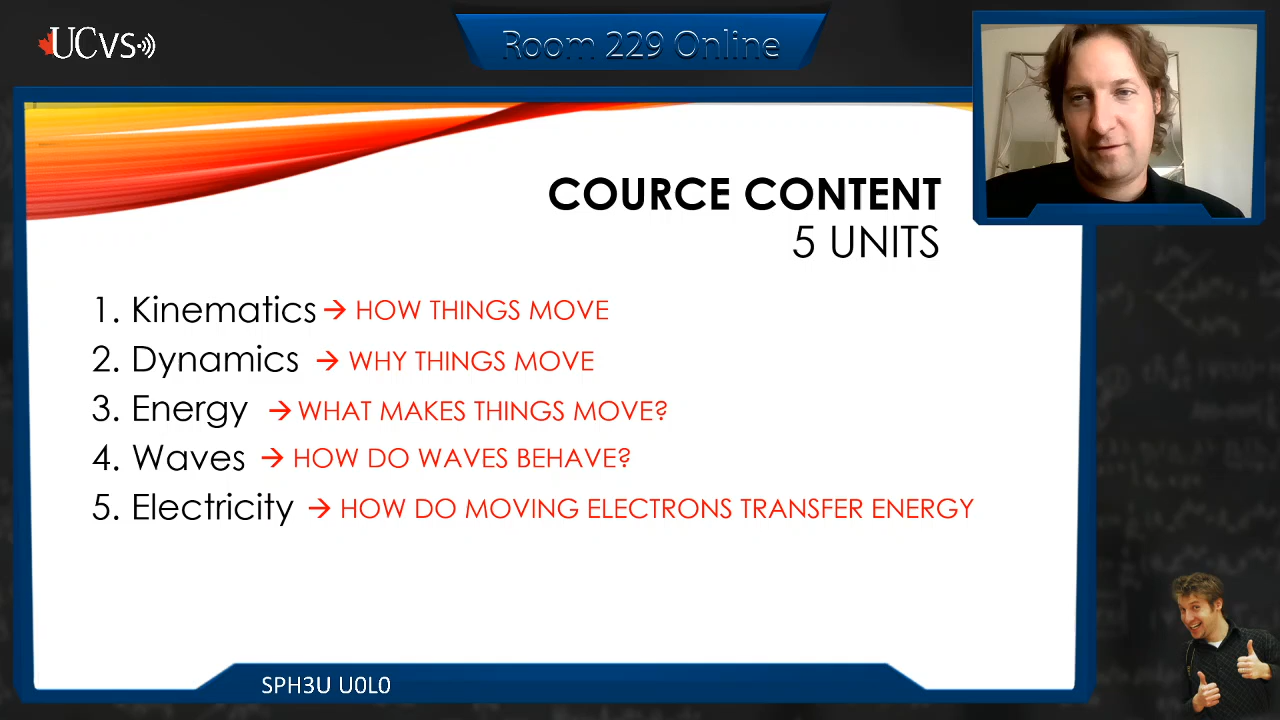 UCvs
Room 229 Online
COURCE CONTENT
5 UNITS
1. Kinematics → HOW THINGS MOVE
2. Dynamics → WHY THINGS MOVE
3. Energy → WHAT MAKES THINGS MOVE?
4. Waves → HOW DO WAVES BEHAVE?
5. Electricity → HOW DO MOVING ELECTRONS TRANSFER ENERGY
SPH3U U0L0